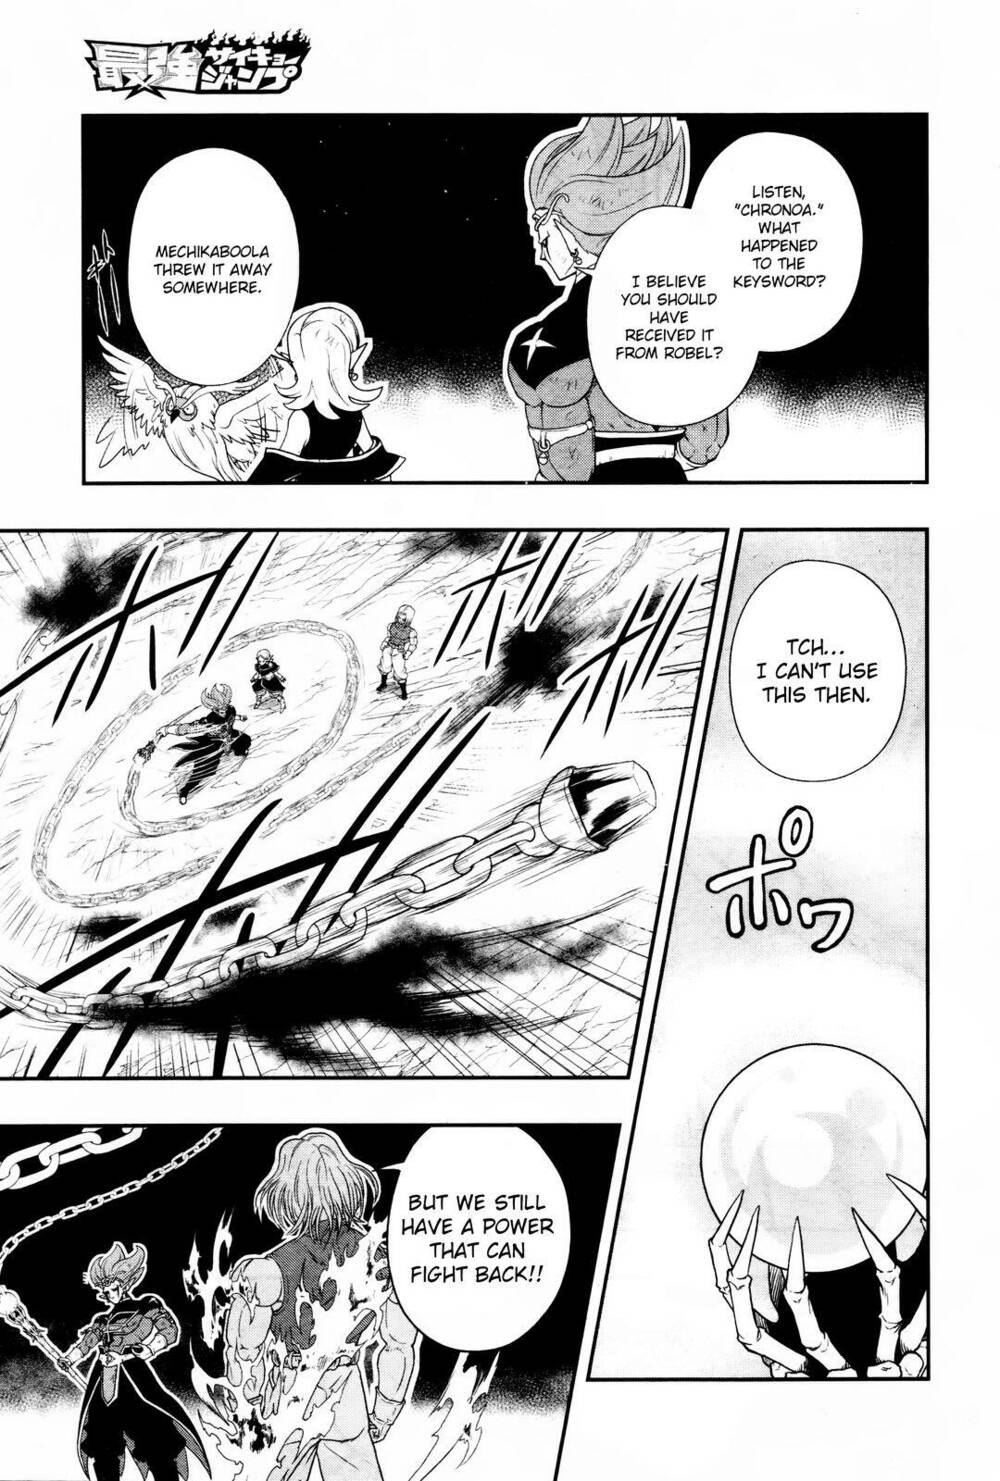 最強サイキョー
ジャンプ
LISTEN,
"CHRONOA."
WHAT
HAPPENED
TO THE
KEYSWORD?
I BELIEVE
YOU SHOULD
HAVE
RECEIVED IT
FROM ROBEL?
MECHIKABOOLA
THREW IT AWAY
SOMEWHERE.
TCH...
I CAN'T USE
THIS THEN.
ポワ
BUT WE STILL
HAVE A POWER
THAT CAN
FIGHT BACK!!